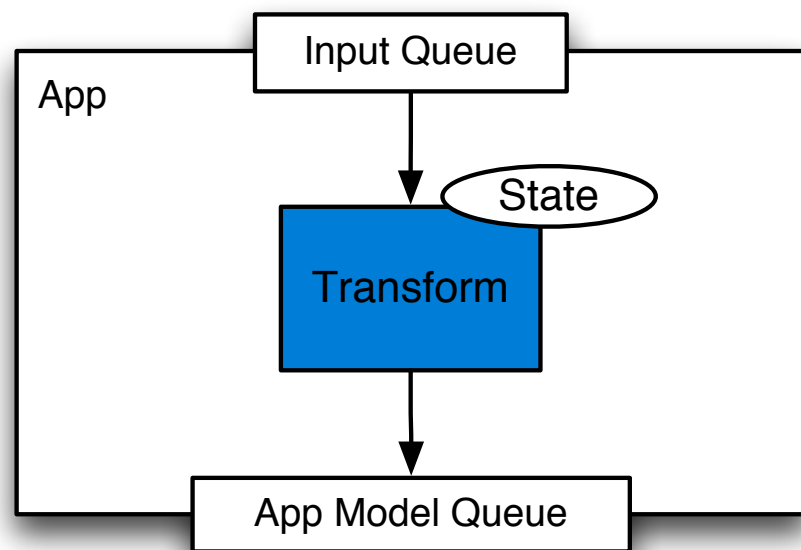 Input Queue
App
State
Transform
App Model Queue